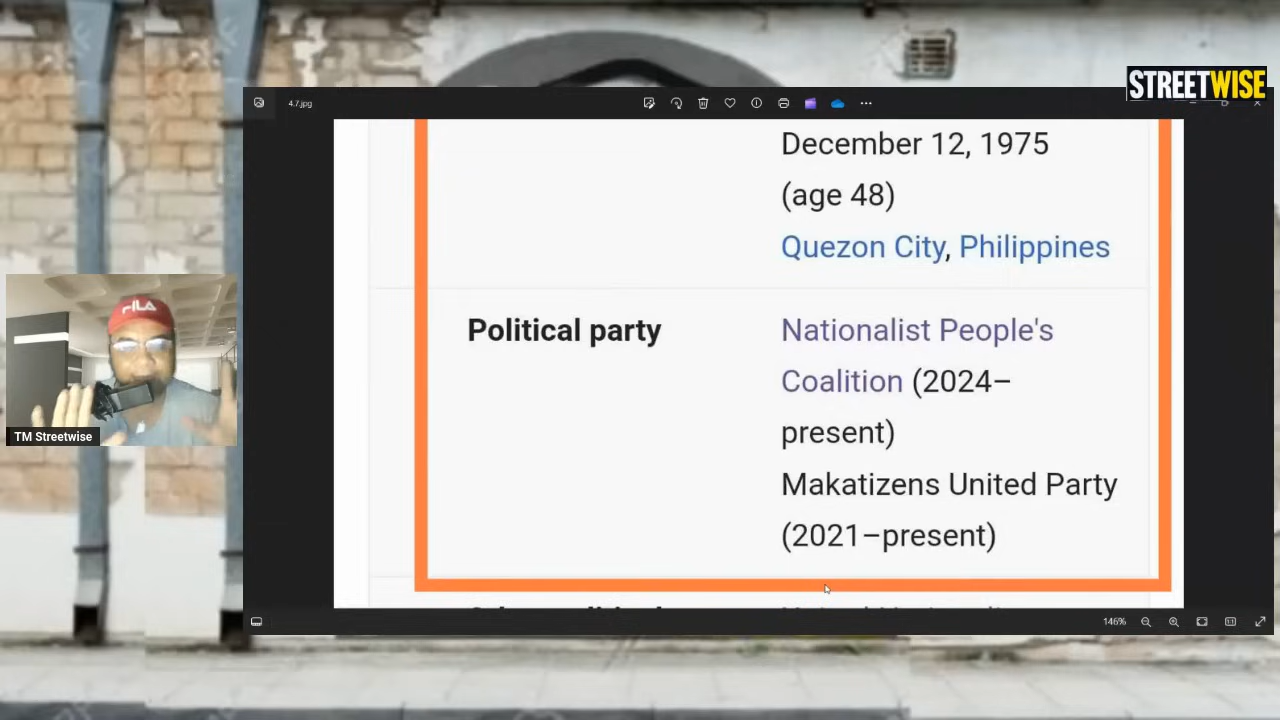 STREETWISE
4.7.jpg
December 12, 1975
(age 48)
Quezon City, Philippines
Political party
Nationalist People's
Coalition (2024–
present)
Makatizens United Party
(2021–present)
FILA
TM Streetwise
146%